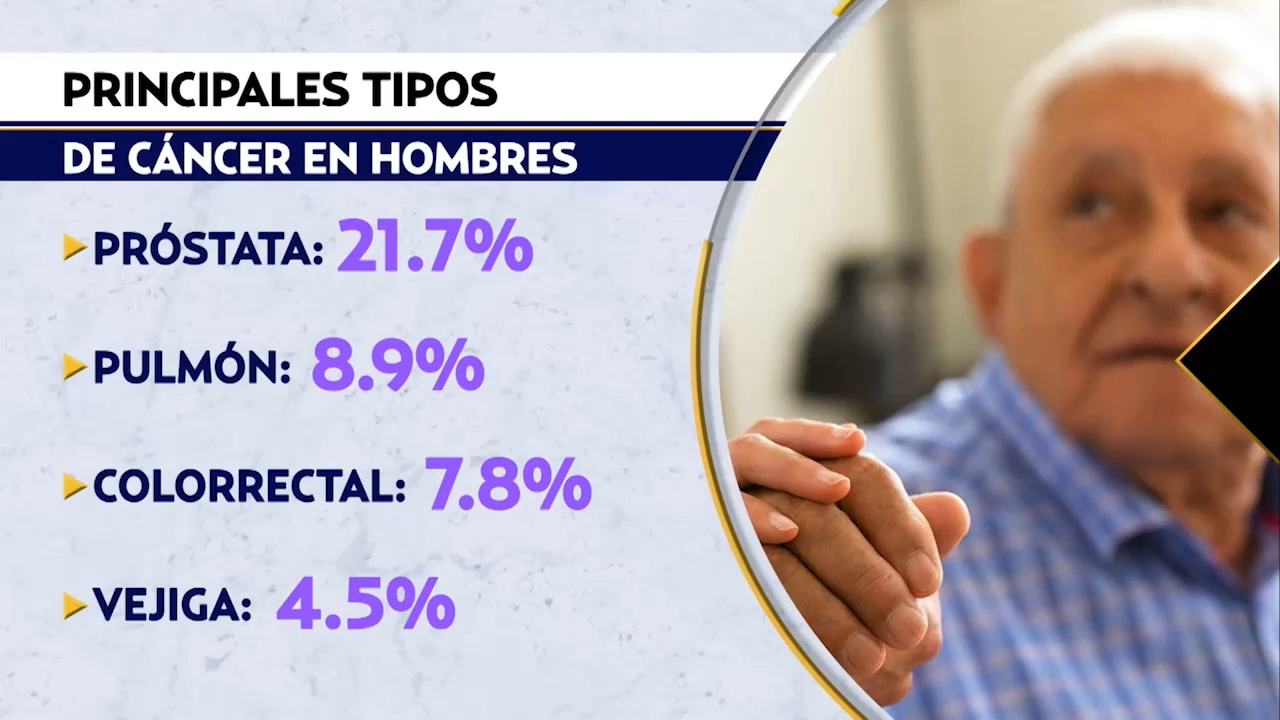 PRINCIPALES TIPOS
DE CÁNCER EN HOMBRES
PRÓSTATA: 21.7%
PULMÓN: 8.9%
COLORRECTAL: 7.8%
VEJIGA: 4.5%